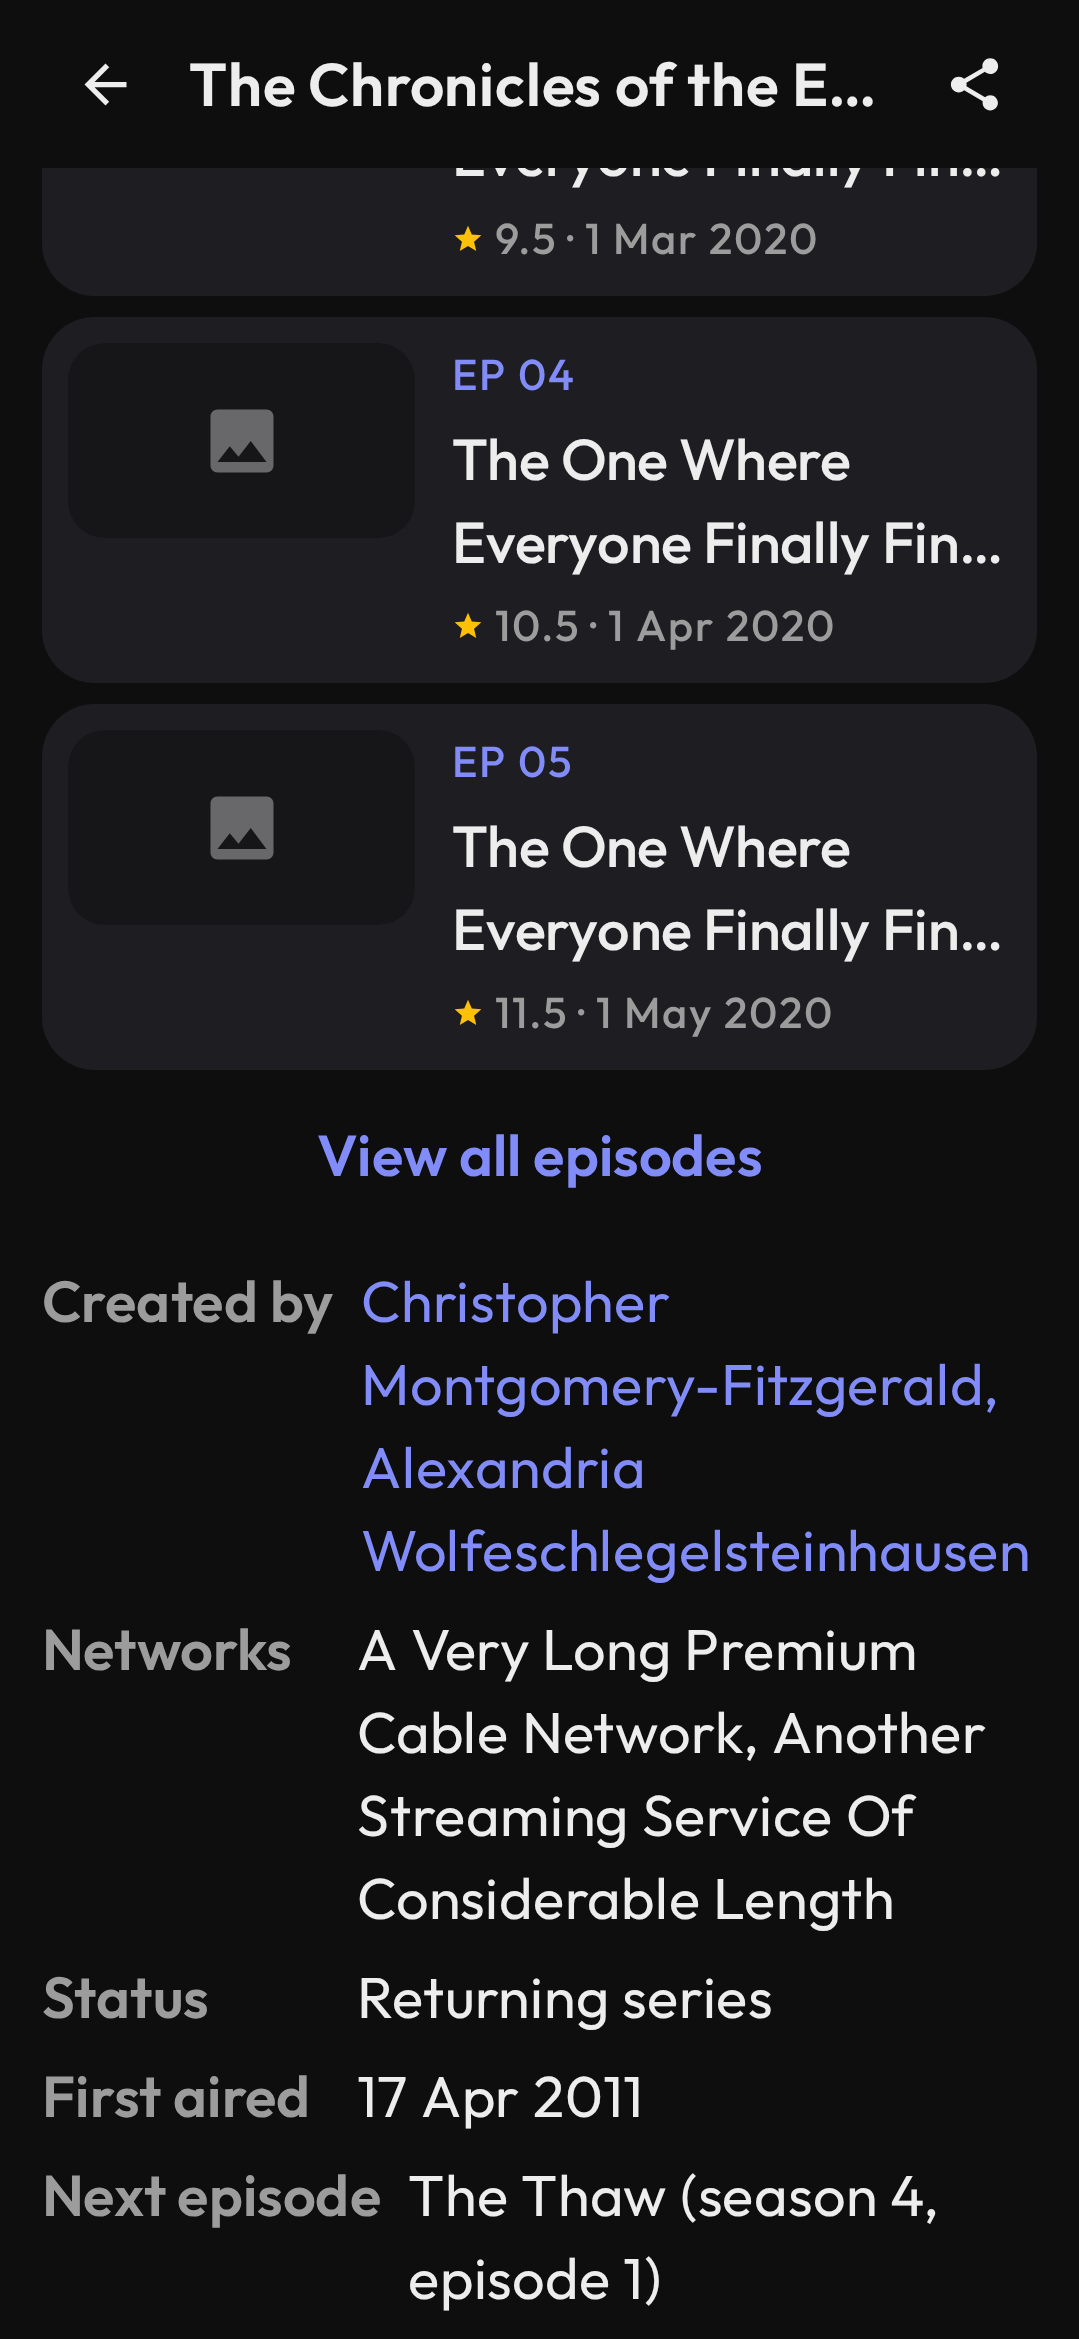 The Chronicles of the E...
Everyone Finally Fin...
9.5 · 1 Mar 2020
EP 04
The One Where
Everyone Finally Fin...
10.5 · 1 Apr 2020
EP 05
The One Where
Everyone Finally Fin...
11.5 · 1 May 2020
View all episodes
Created by Christopher
Montgomery-Fitzgerald,
Alexandria
Wolfeschlegelsteinhausen
Networks A Very Long Premium
Cable Network, Another
Streaming Service Of
Considerable Length
Status Returning series
First aired 17 Apr 2011
Next episode The Thaw (season 4,
episode 1)